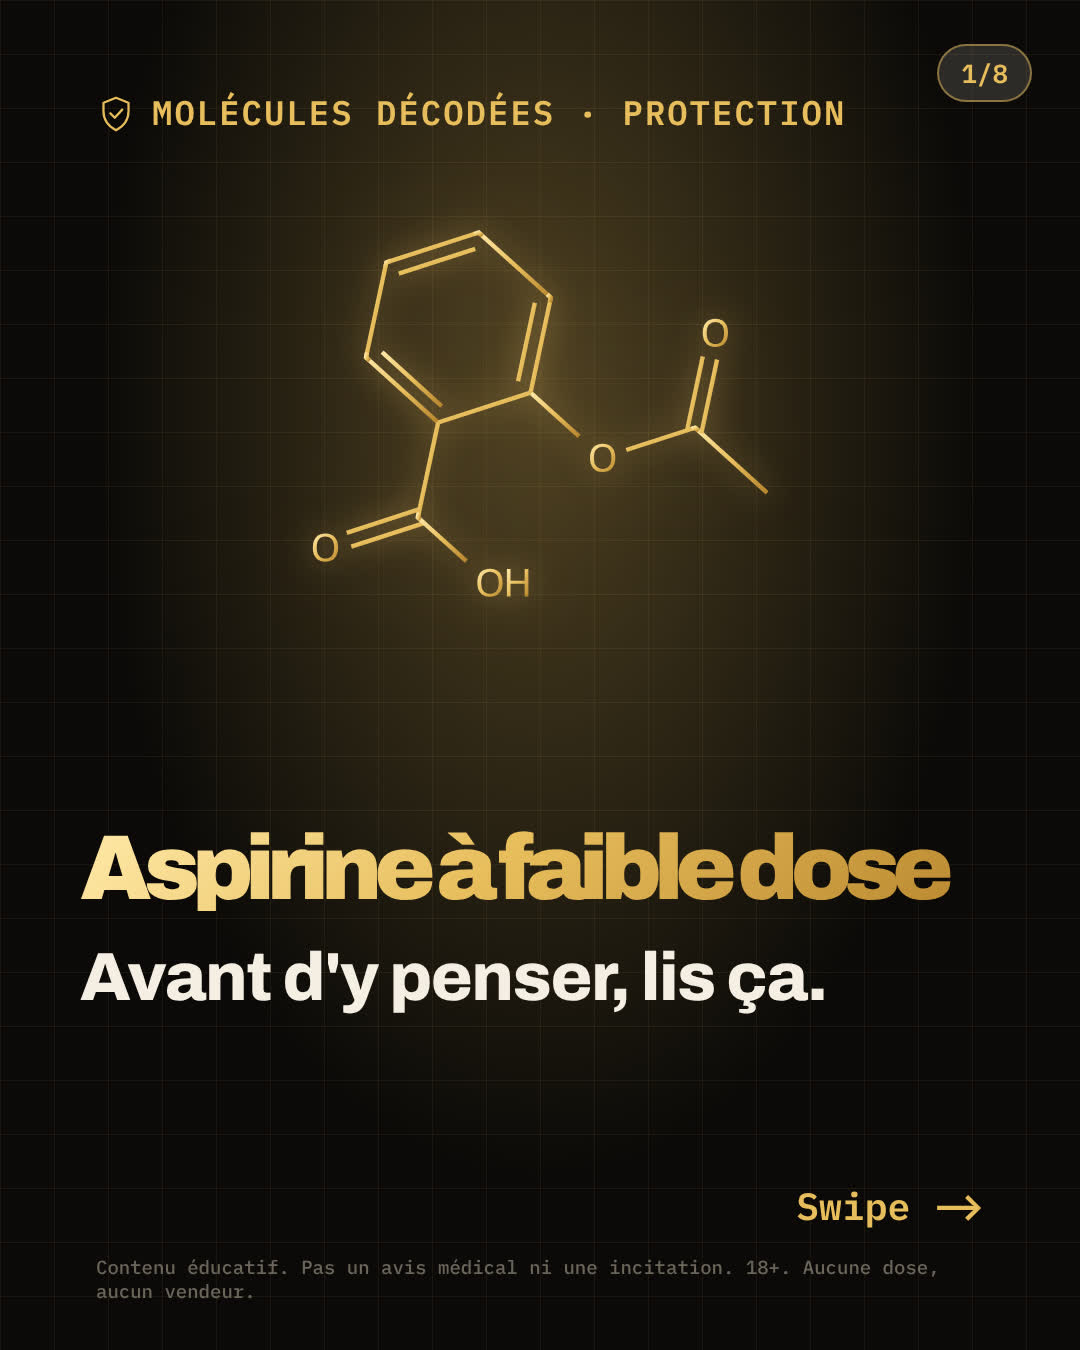 1/8
MOLÉCULES DÉCODÉES · PROTECTION
O
O
O
OH
Aspirine à faible dose
Avant d'y penser, lis ça.
Swipe →
Contenu éducatif. Pas un avis médical ni une incitation. 18+. Aucune dose,
aucun vendeur.